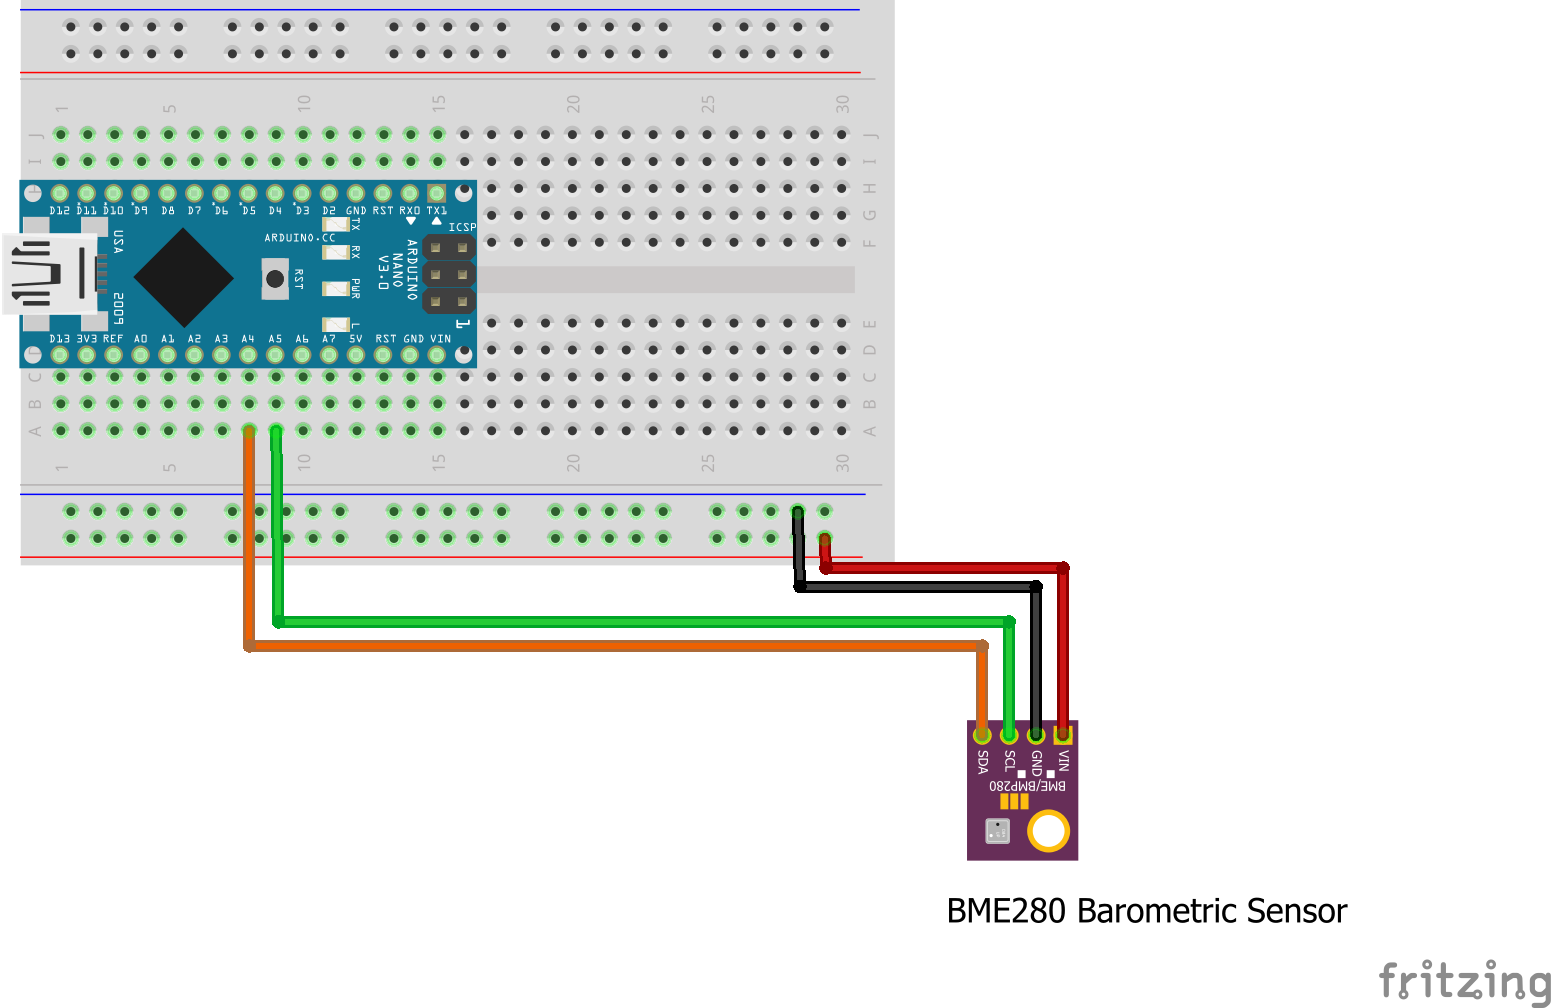 1 5 10 15 20 25 30
J J
I I
H
G
F
D12 D11 D10 D9 D8 D7 D6 D5 D4 D3 D2 GND RST RX0 TX1
USA
ARDUINO.CC
RST
TX
RX
PWR
L
ARDUINO
NANO
V3.0
ICSP
1
2009
D13 3V3 REF A0 A1 A2 A3 A4 A5 A6 A7 5V RST GND VIN
E
D
C C
B B
A A
1 5 10 15 20 25 30
SDA SCL GND VIN
BME/BMP280
BME280 Barometric Sensor
fritzing